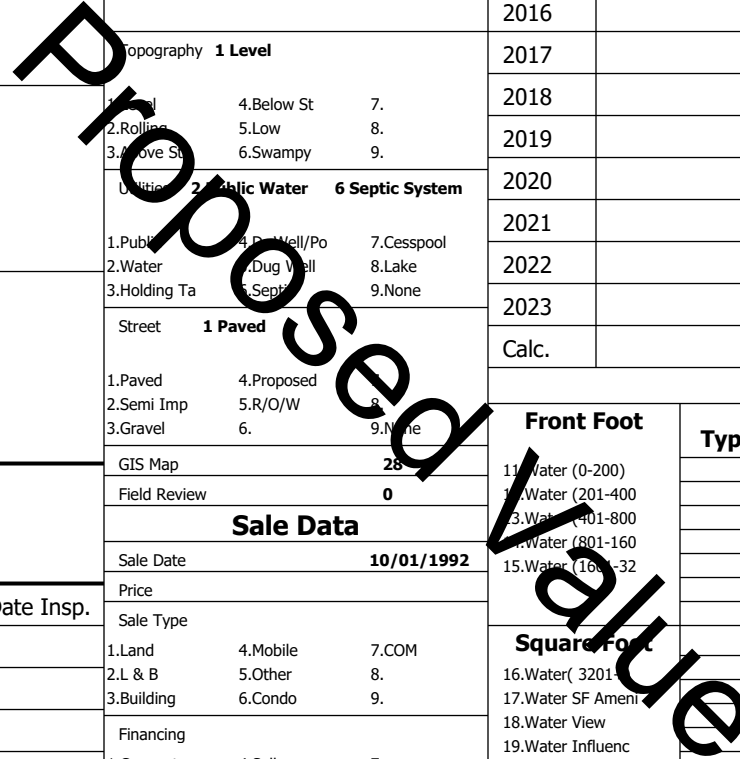 Topography 1 Level
1.Level 4.Below St 7.
2.Rolling 5.Low 8.
3.Above St 6.Swampy 9.
Utilities 2 Public Water 6 Septic System
1.Public 4.Dr Well/Po 7.Cesspool
2.Water 5.Dug Well 8.Lake
3.Holding Ta 6.Septic 9.None
Street 1 Paved
1.Paved 4.Proposed 7.
2.Semi Imp 5.R/O/W 8.
3.Gravel 6. 9.None
GIS Map 28
Field Review 0
Sale Data
Sale Date 10/01/1992
Price
Sale Type
1.Land 4.Mobile 7.COM
2.L & B 5.Other 8.
3.Building 6.Condo 9.
Financing
Date Insp.
2016
2017
2018
2019
2020
2021
2022
2023
Calc.
Front Foot
11.Water (0-200)
12.Water (201-400
13.Water (401-800
14.Water (801-160
15.Water (1601-32
Square Foot
16.Water( 3201-
17.Water SF Ameni
18.Water View
19.Water Influenc
Typ
Proposed Value